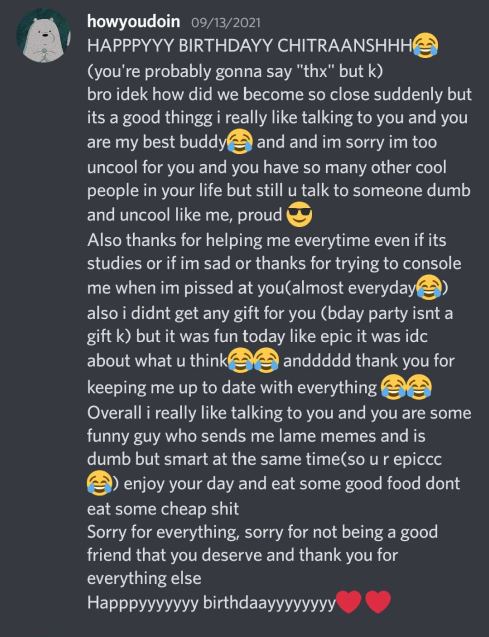 howyoudoin 09/13/2021
HAPPPYYY BIRTHDAYY CHITRAANSHHH😂
(you're probably gonna say "thx" but k)
bro idek how did we become so close suddenly but
its a good thingg i really like talking to you and you
are my best buddy😂 and and im sorry im too
uncool for you and you have so many other cool
people in your life but still u talk to someone dumb
and uncool like me, proud 😎
Also thanks for helping me everytime even if its
studies or if im sad or thanks for trying to console
me when im pissed at you(almost everyday😂)
also i didnt get any gift for you (bday party isnt a
gift k) but it was fun today like epic it was idc
about what u think😂😂 anddddd thank you for
keeping me up to date with everything 😂😂
Overall i really like talking to you and you are some
funny guy who sends me lame memes and is
dumb but smart at the same time(so u r epiccc
😂) enjoy your day and eat some good food dont
eat some cheap shit
Sorry for everything, sorry for not being a good
friend that you deserve and thank you for
everything else
Happpyyyyyyy birthdaayyyyyyyy❤️❤️